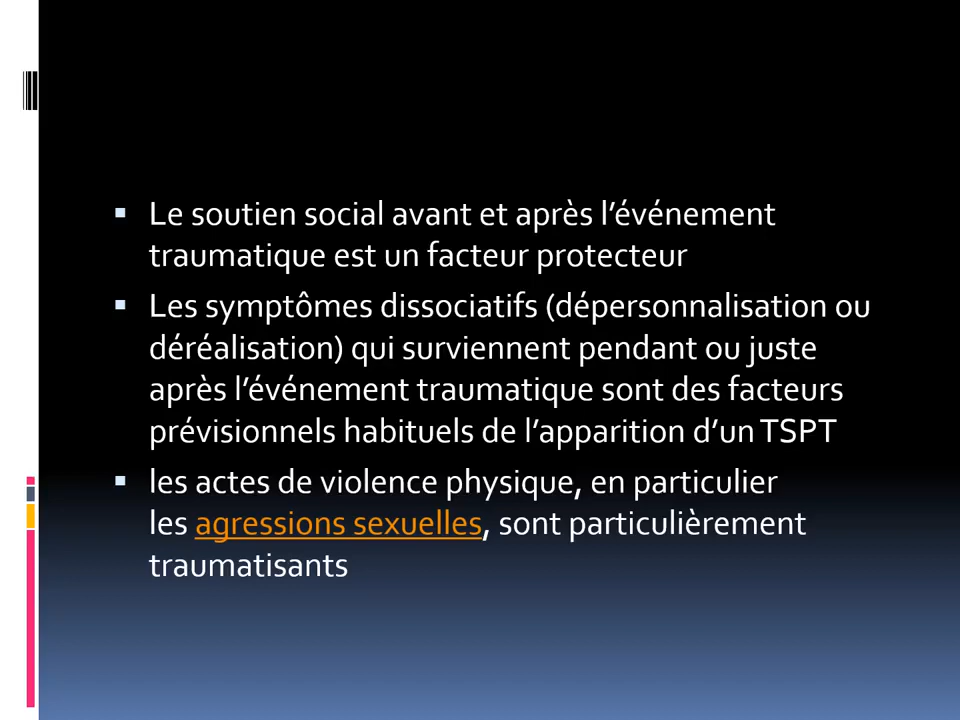 Le soutien social avant et après l’événement
traumatique est un facteur protecteur
Les symptômes dissociatifs (dépersonnalisation ou
déréalisation) qui surviennent pendant ou juste
après l’événement traumatique sont des facteurs
prévisionnels habituels de l’apparition d’un TSPT
les actes de violence physique, en particulier
les agressions sexuelles, sont particulièrement
traumatisants